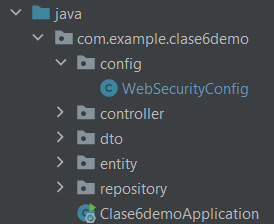 java
com.example.clase6demo
config
WebSecurityConfig
controller
dto
entity
repository
Clase6demoApplication